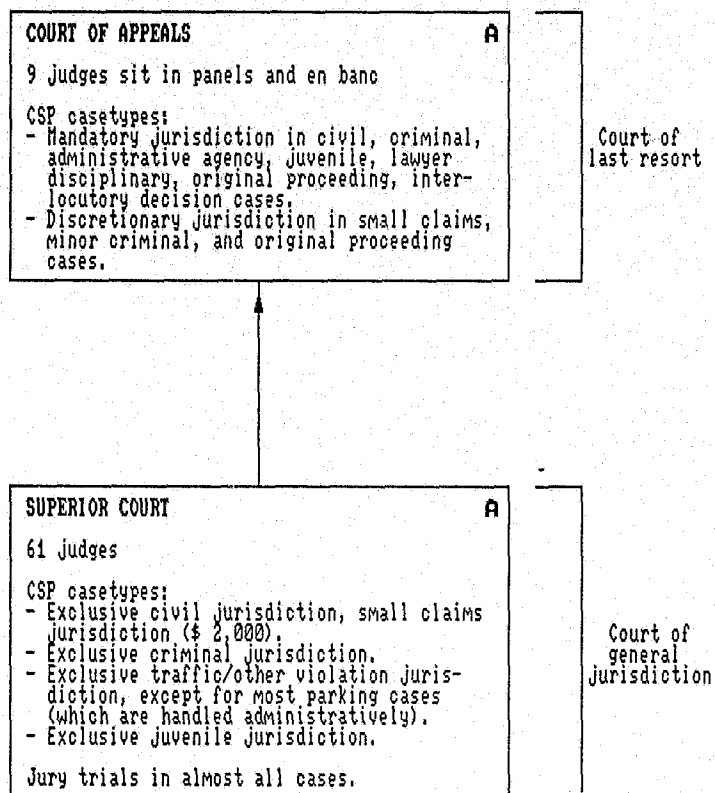 COURT OF APPEALS A
9 judges sit in panels and en banc
CSP casetypes:
- Mandatory jurisdiction in civil, criminal,
administrative agency, juvenile, lawyer
disciplinary, original proceeding, inter-
locutory decision cases.
- Discretionary jurisdiction in small claims,
minor criminal, and original proceeding
cases.
Court of
last resort
SUPERIOR COURT A
61 judges
CSP casetypes:
- Exclusive civil jurisdiction, small claims
jurisdiction ($ 2,000).
- Exclusive criminal jurisdiction.
- Exclusive traffic/other violation juris-
diction, except for most parking cases
(which are handled administratively).
- Exclusive juvenile jurisdiction.
Jury trials in almost all cases.
Court of
general
jurisdiction